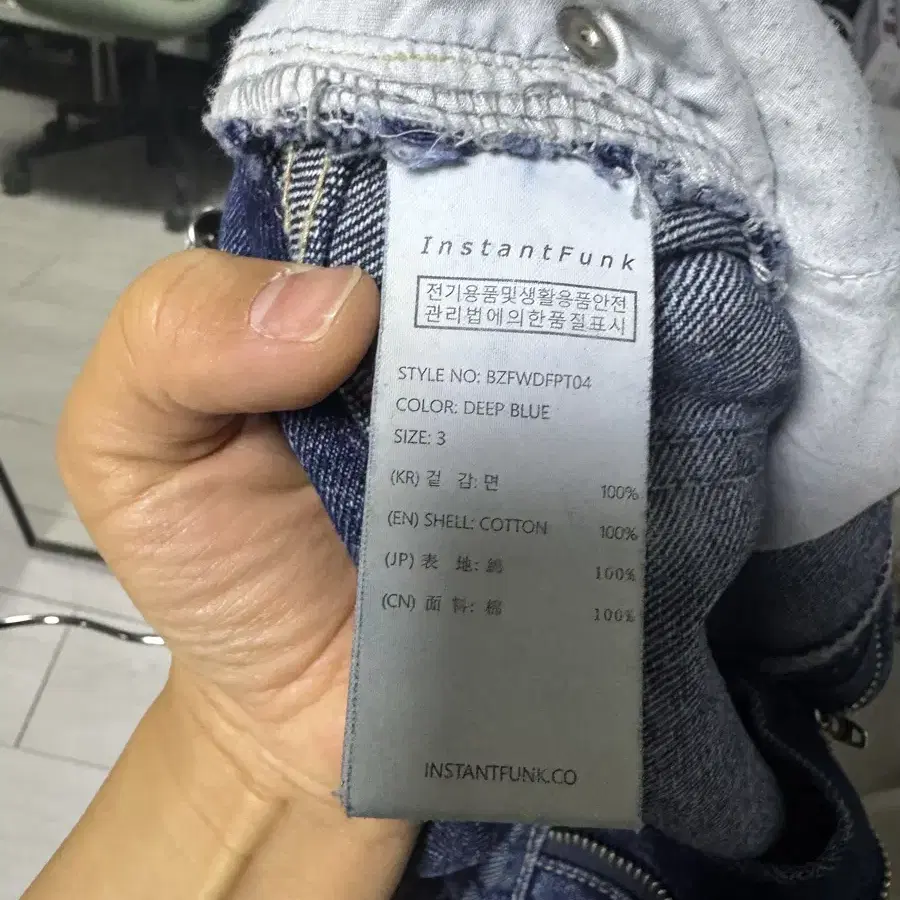 InstantFunk
전기용품및생활용품안전
관리법에의한품질표시
STYLE NO: BZFWDFPT04
COLOR: DEEP BLUE
SIZE: 3
(KR) 겉 감: 면 100%
(EN) SHELL: COTTON 100%
(JP) 表 地: 綿 100%
(CN) 面 料: 棉 100%
INSTANTFUNK.CO